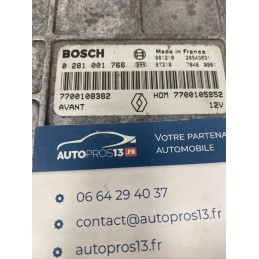 BOSCH
Made in France
0 281 001 766
7700108382
HOM 7700105852
AVANT
12V
VOTRE PARTENA
AUTOMOBILE
AUTOPROS13.FR
06 64 29 40 37
contact@autopros13.fr
autopros13.fr